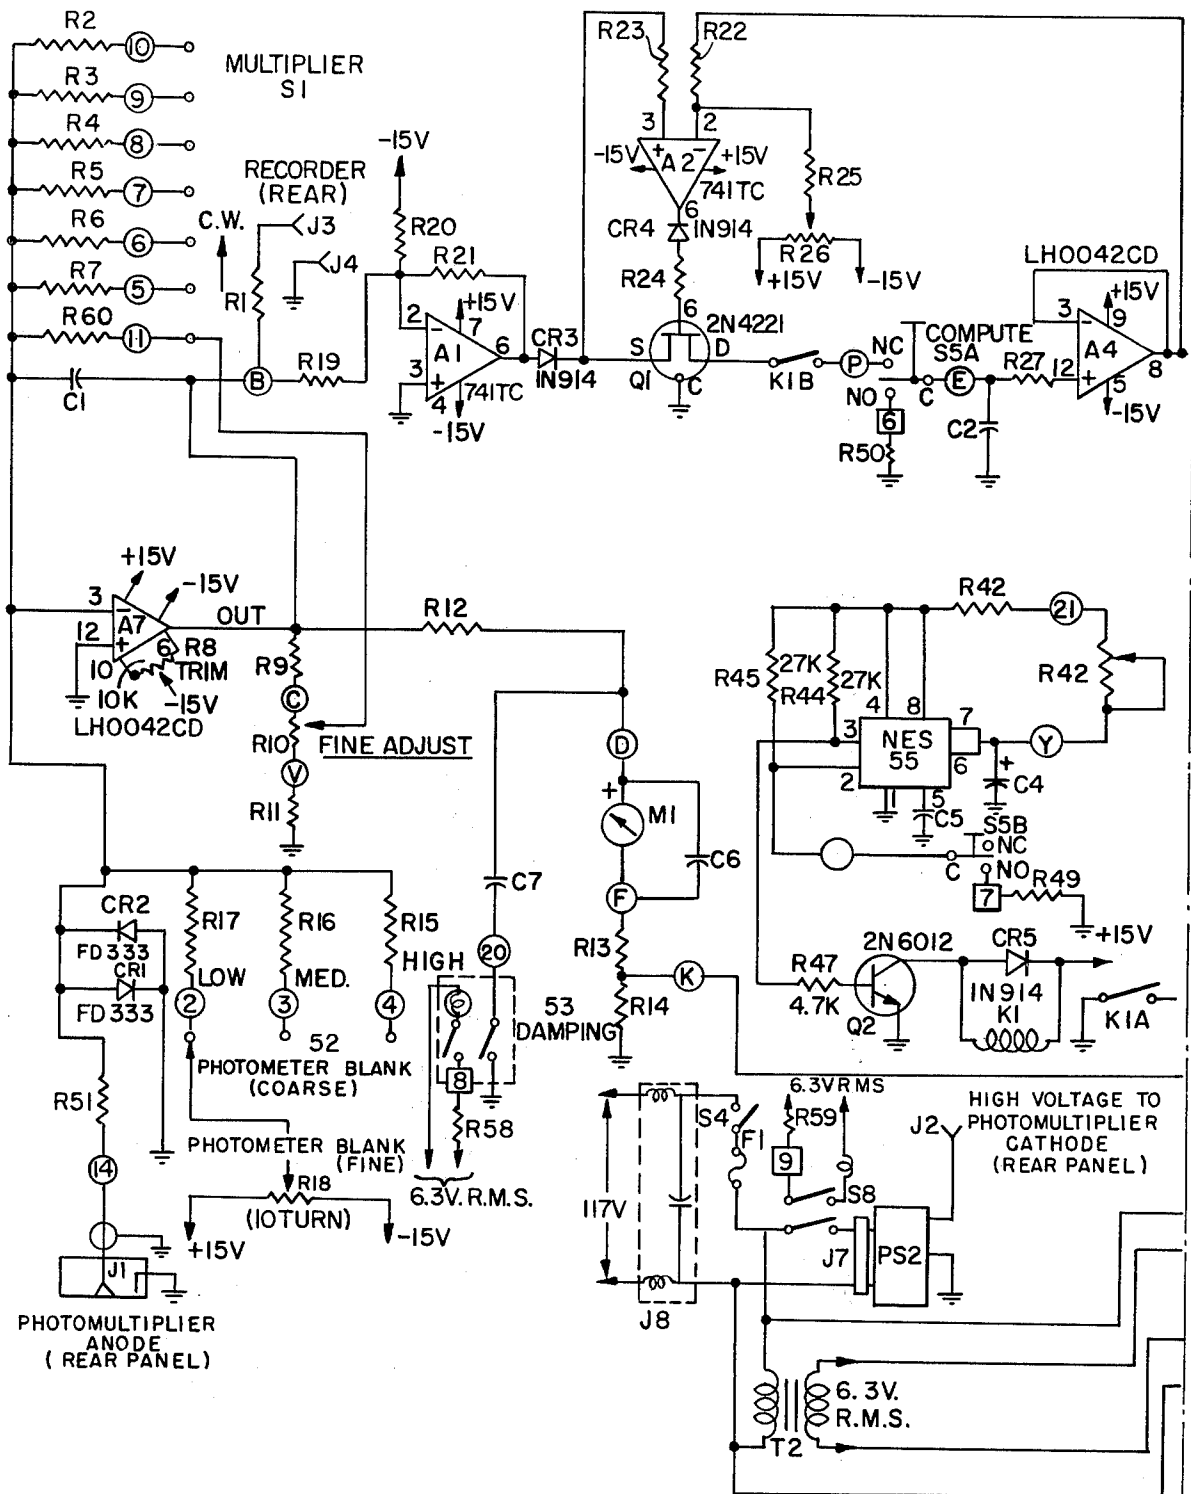 R2
10
R3
9
R4
8
R5
7
R6
6
R7
5
R60
11
MULTIPLIER
S1
RECORDER
(REAR)
C.W.
J3
J4
R1
B
C1
R19
-15V
R20
R21
+15V
2
-
7
A1
6
3
+
4
741TC
-15V
CR3
IN914
R23
R22
3
2
+
-
-15V
A2
+15V
741TC
6
CR4
IN914
R25
R24
R26
+15V
-15V
6
2N4221
S
D
Q1
C
K1B
P
NC
COMPUTE
S5A
NO
C
E
6
R50
R27
C2
LH0042CD
3
-
+15V
9
A4
12
+
5
8
-15V
+15V
-15V
3
-
A7
OUT
12
+
6
R8
10
TRIM
10K
-15V
LH0042CD
R9
C
R10
FINE ADJUST
V
R11
R12
D
+
M1
C6
F
C7
20
R13
K
R14
R42
21
R45
27K
R44
27K
R42
4
8
7
3
NES
55
2
6
1
5
Y
+
C4
C5
S5B
NC
C
NO
7
R49
+15V
2N6012
CR5
R47
4.7K
Q2
IN914
K1
K1A
CR2
FD333
CR1
FD333
R17
R16
R15
LOW
MED.
HIGH
2
3
4
52
PHOTOMETER BLANK
(COARSE)
53
DAMPING
8
R58
6.3V. R.M.S.
R51
14
PHOTOMETER BLANK
(FINE)
R18
(10TURN)
+15V
-15V
J1
PHOTOMULTIPLIER
ANODE
(REAR PANEL)
117V
J8
S4
F1
6.3V RMS
R59
9
S8
J7
PS2
J2
HIGH VOLTAGE TO
PHOTOMULTIPLIER
CATHODE
(REAR PANEL)
6.3V.
R.M.S.
T2